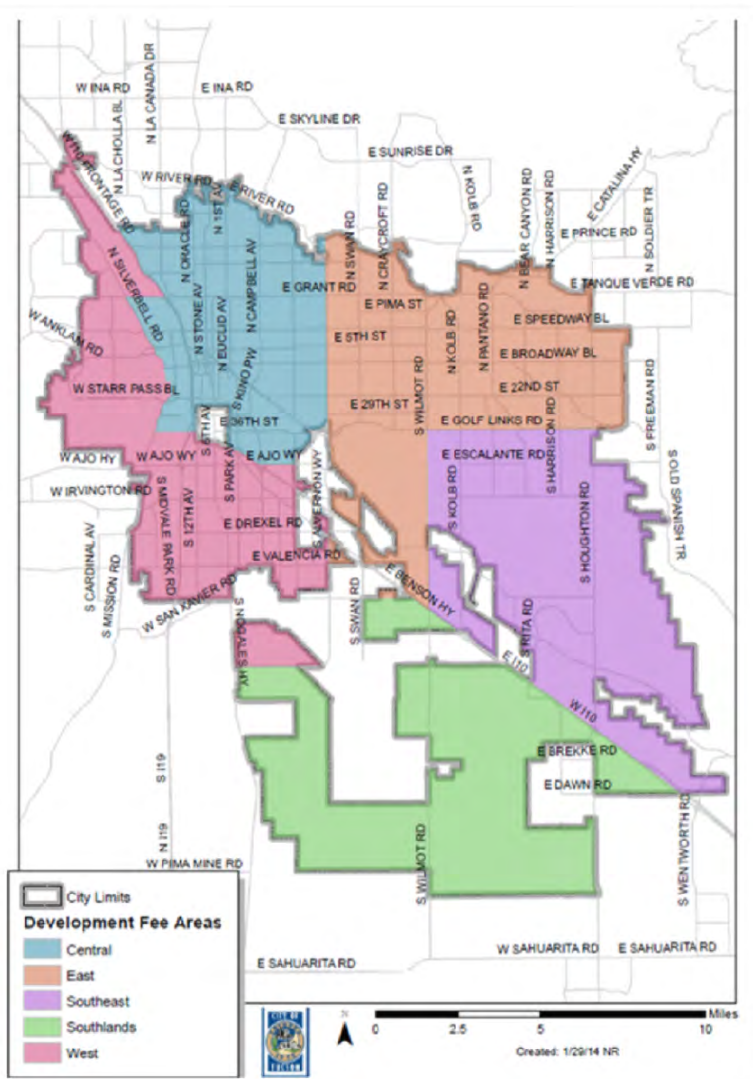 W INA RD
N LA CHOLLA BL
N LA CANADA DR
E INA RD
E SKYLINE DR
E SUNRISE DR
N KOLB RD
N BEAR CANYON RD
N HARRISON RD
E CATALINA HY
E PRINCE RD
N SOLDIER TR
W I10 FRONTAGE RD
W RIVER RD
E RIVER RD
N ORACLE RD
N 1ST AV
N SWAN RD
N CRAYCROFT RD
E TANQUE VERDE RD
N SILVERBELL RD
N STONE AV
N EUCLID AV
N CAMPBELL AV
E GRANT RD
E PIMA ST
N KOLB RD
N PANTANO RD
E SPEEDWAY BL
W ANKLAM RD
E 5TH ST
E BROADWAY BL
S KINO PW
S WILMOT RD
W STARR PASS BL
E 22ND ST
S FREEMAN RD
E 29TH ST
S 6TH AV
E 36TH ST
E GOLF LINKS RD
W AJO HY
W AJO WY
S PARK AV
E AJO WY
E ESCALANTE RD
S HARRISON RD
S OLD SPANISH TR
W IRVINGTON RD
S MIDVALE PARK RD
S 12TH AV
S ALVERNON WY
S KOLB RD
S HOUGHTON RD
E DREXEL RD
S CARDINAL AV
S MISSION RD
E VALENCIA RD
E BENSON HY
W SAN XAVIER RD
S NOGALES HY
S SWAN RD
S RITA RD
E I10
W I10
S I19
N I19
E BREKKE RD
E DAWN RD
S WILMOT RD
S WENTWORTH RD
W PIMA MINE RD
E SAHUARITA RD
W SAHUARITA RD
E SAHUARITA RD
City Limits
Development Fee Areas
Central
East
Southeast
Southlands
West
CITY OF
TUCSON
N
Miles
0 2.5 5 10
Created: 1/29/14 NR